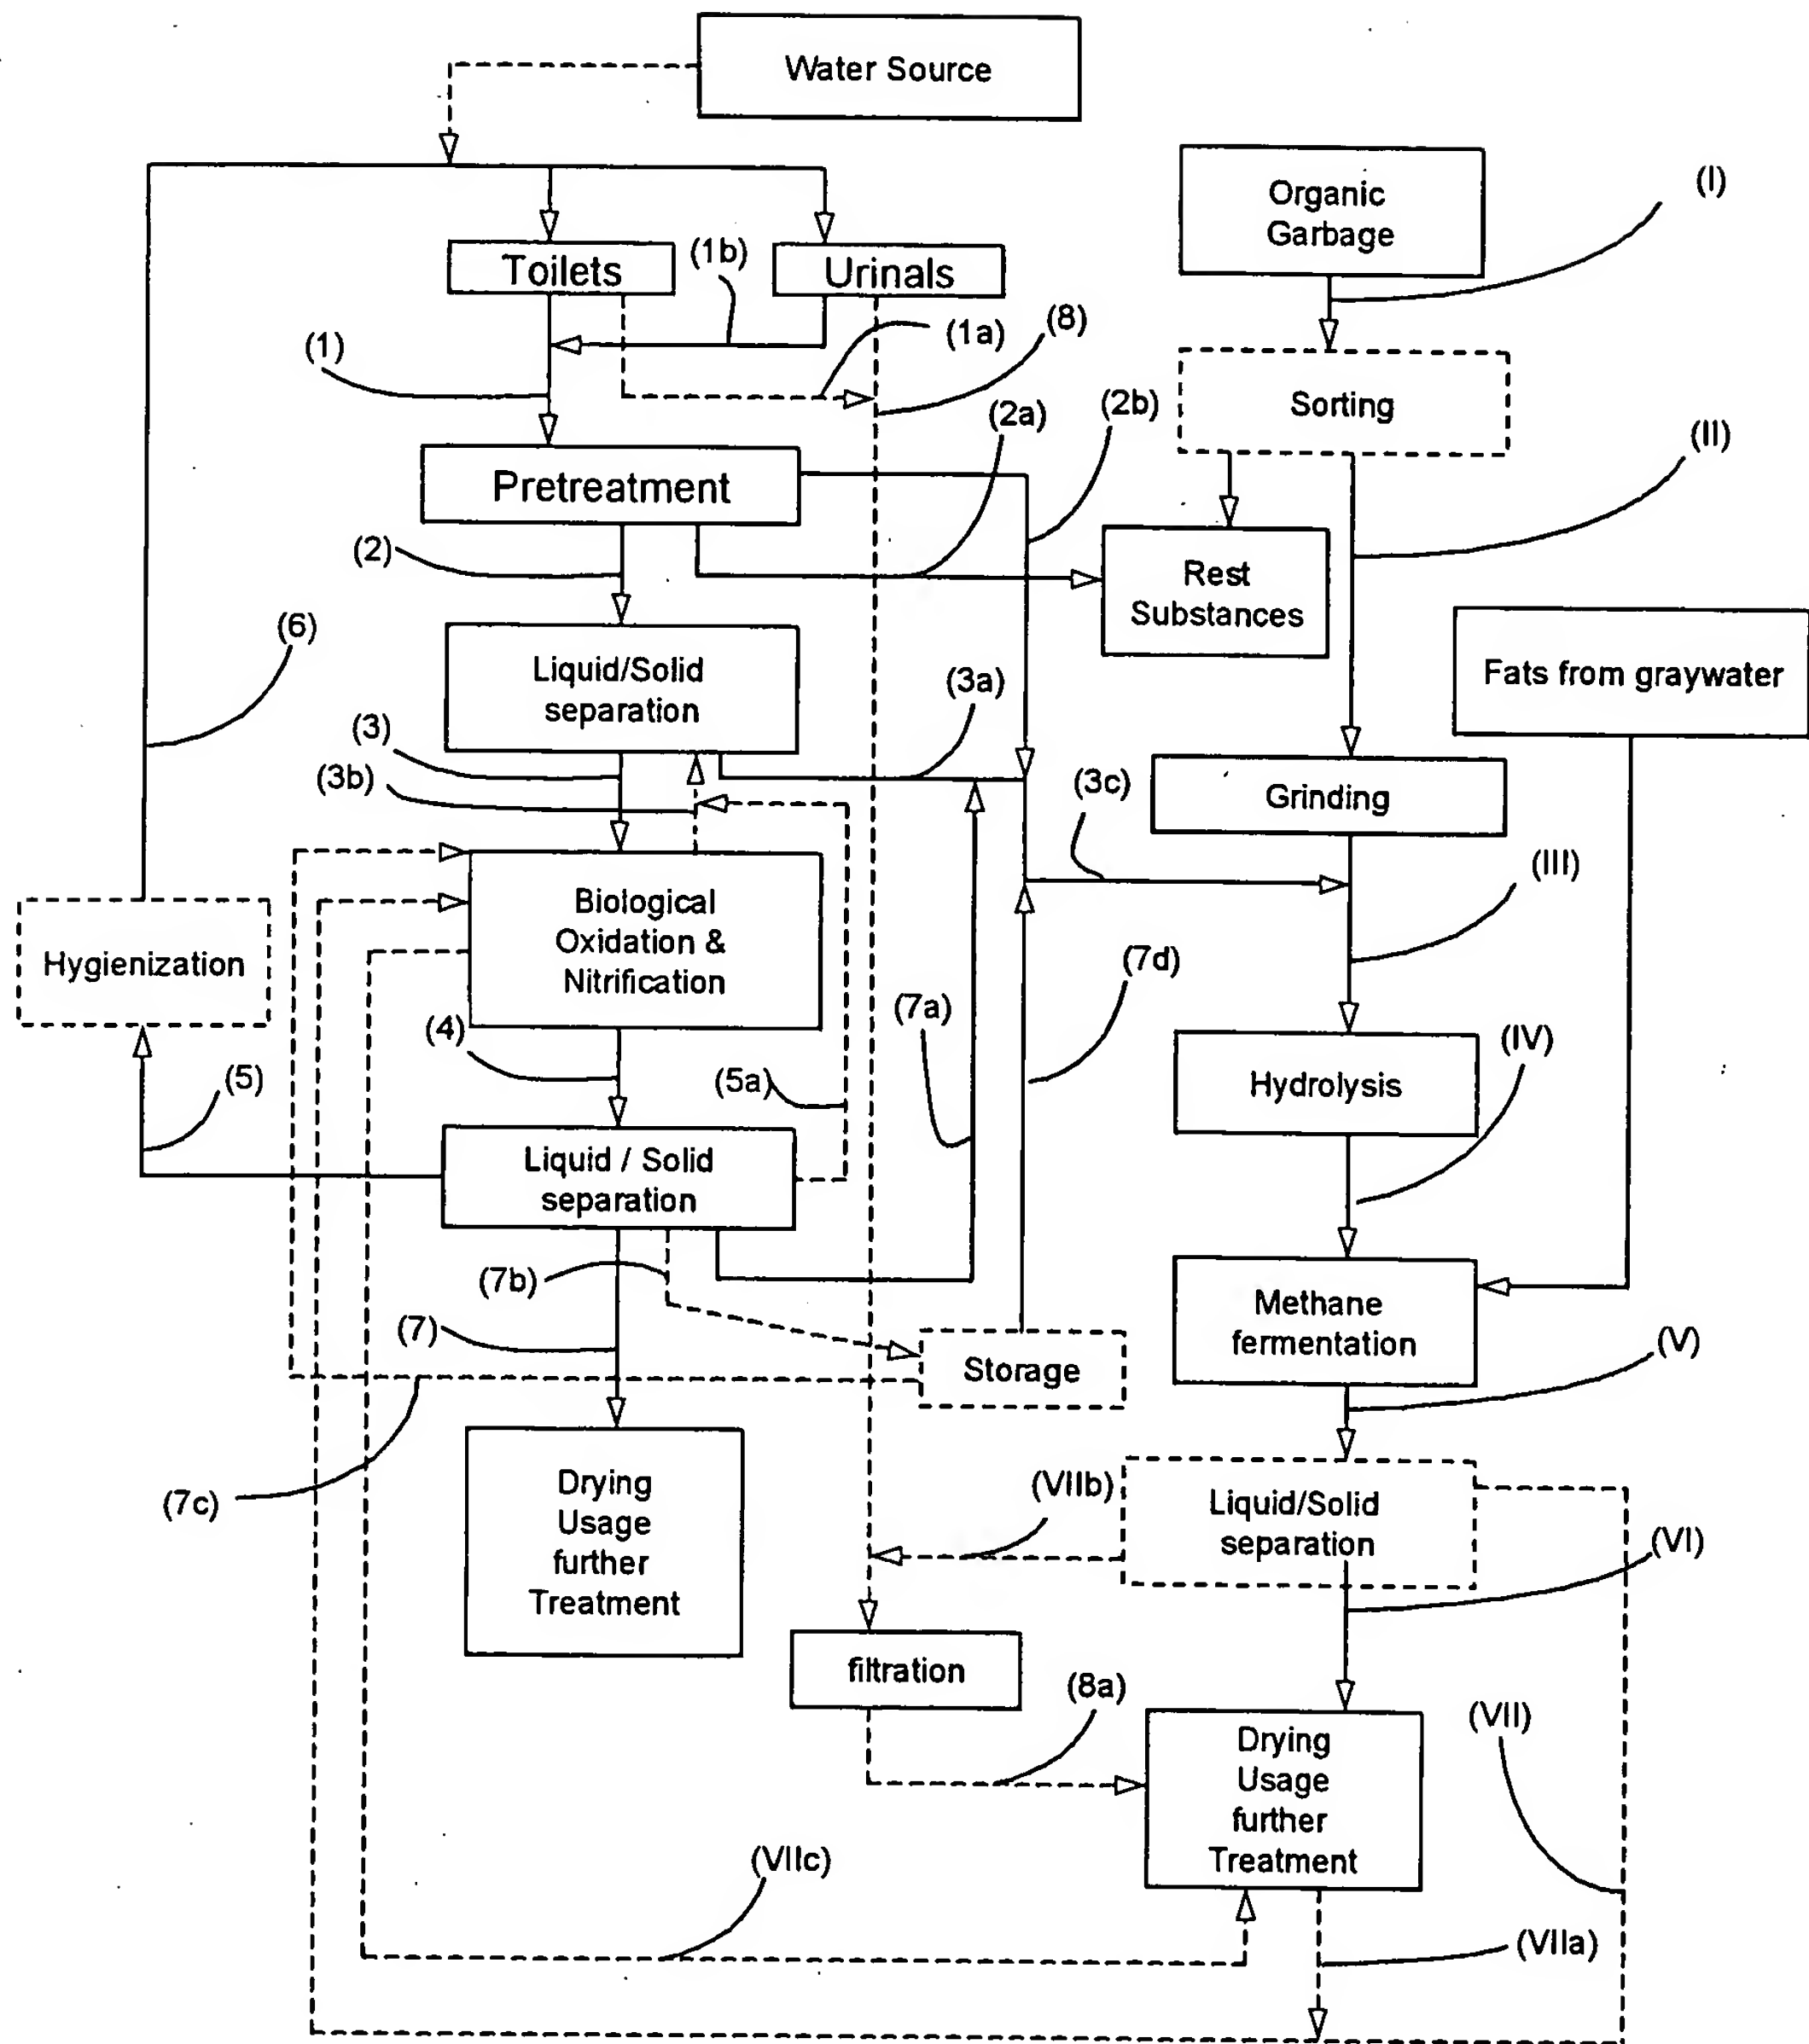 Water Source
Organic
Garbage
(I)
Toilets
(1b)
Urinals
(1a)
(8)
(1)
Sorting
(2a)
(2b)
(II)
Pretreatment
(2)
Rest
Substances
(6)
Liquid/Solid
separation
(3a)
Fats from graywater
(3)
(3b)
(3c)
Grinding
(III)
Biological
Oxidation &
Nitrification
Hygienization
(7d)
(7a)
(4)
(IV)
(5)
(5a)
Hydrolysis
Liquid / Solid
separation
(7b)
Methane
fermentation
(7)
Storage
(V)
(7c)
Drying
Usage
further
Treatment
(VIIb)
Liquid/Solid
separation
(VI)
filtration
(8a)
(VII)
Drying
Usage
further
Treatment
(VIIc)
(VIIa)